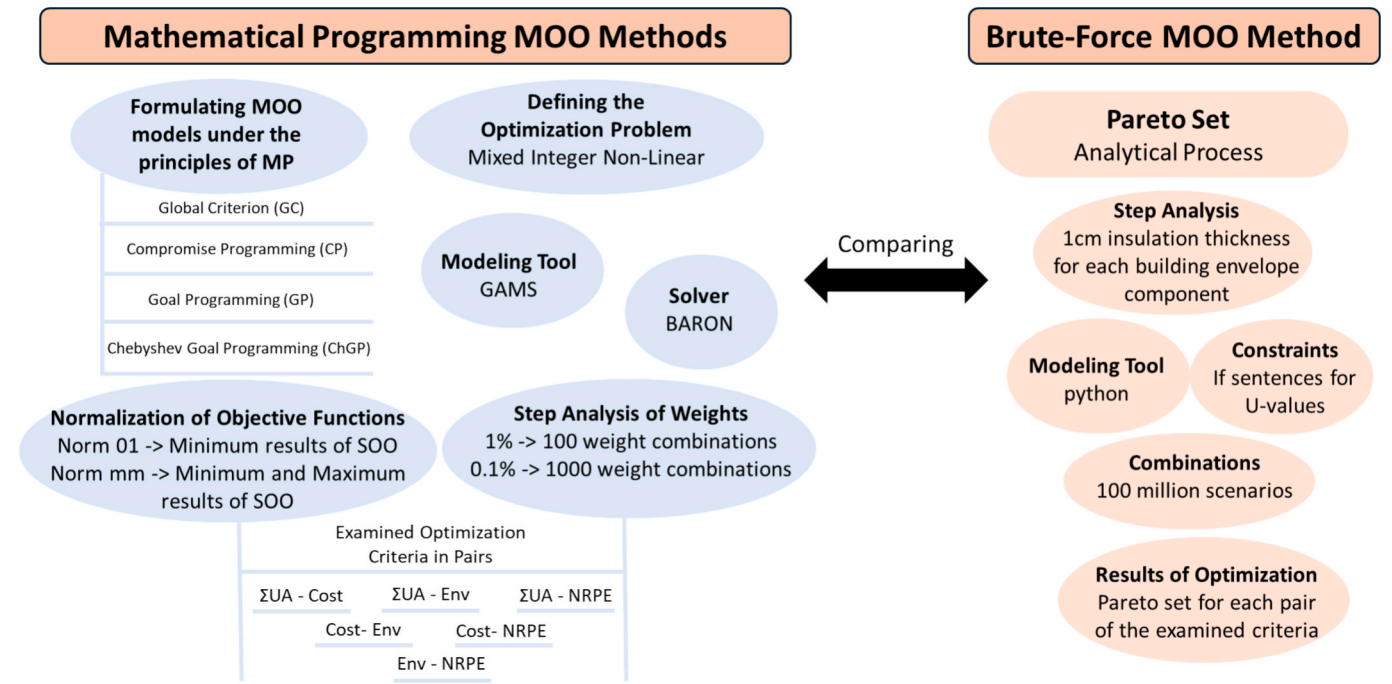 Mathematical Programming MOO Methods
Formulating MOO
models under the
principles of MP
Global Criterion (GC)
Compromise Programming (CP)
Goal Programming (GP)
Chebyshev Goal Programming (ChGP)
Defining the
Optimization Problem
Mixed Integer Non-Linear
Modeling Tool
GAMS
Solver
BARON
Normalization of Objective Functions
Norm 01 -> Minimum results of SOO
Norm mm -> Minimum and Maximum
results of SOO
Step Analysis of Weights
1% -> 100 weight combinations
0.1% -> 1000 weight combinations
Examined Optimization
Criteria in Pairs
ΣUA - Cost
ΣUA - Env
ΣUA - NRPE
Cost- Env
Cost- NRPE
Env - NRPE
Comparing
Brute-Force MOO Method
Pareto Set
Analytical Process
Step Analysis
1cm insulation thickness
for each building envelope
component
Modeling Tool
python
Constraints
If sentences for
U-values
Combinations
100 million scenarios
Results of Optimization
Pareto set for each pair
of the examined criteria